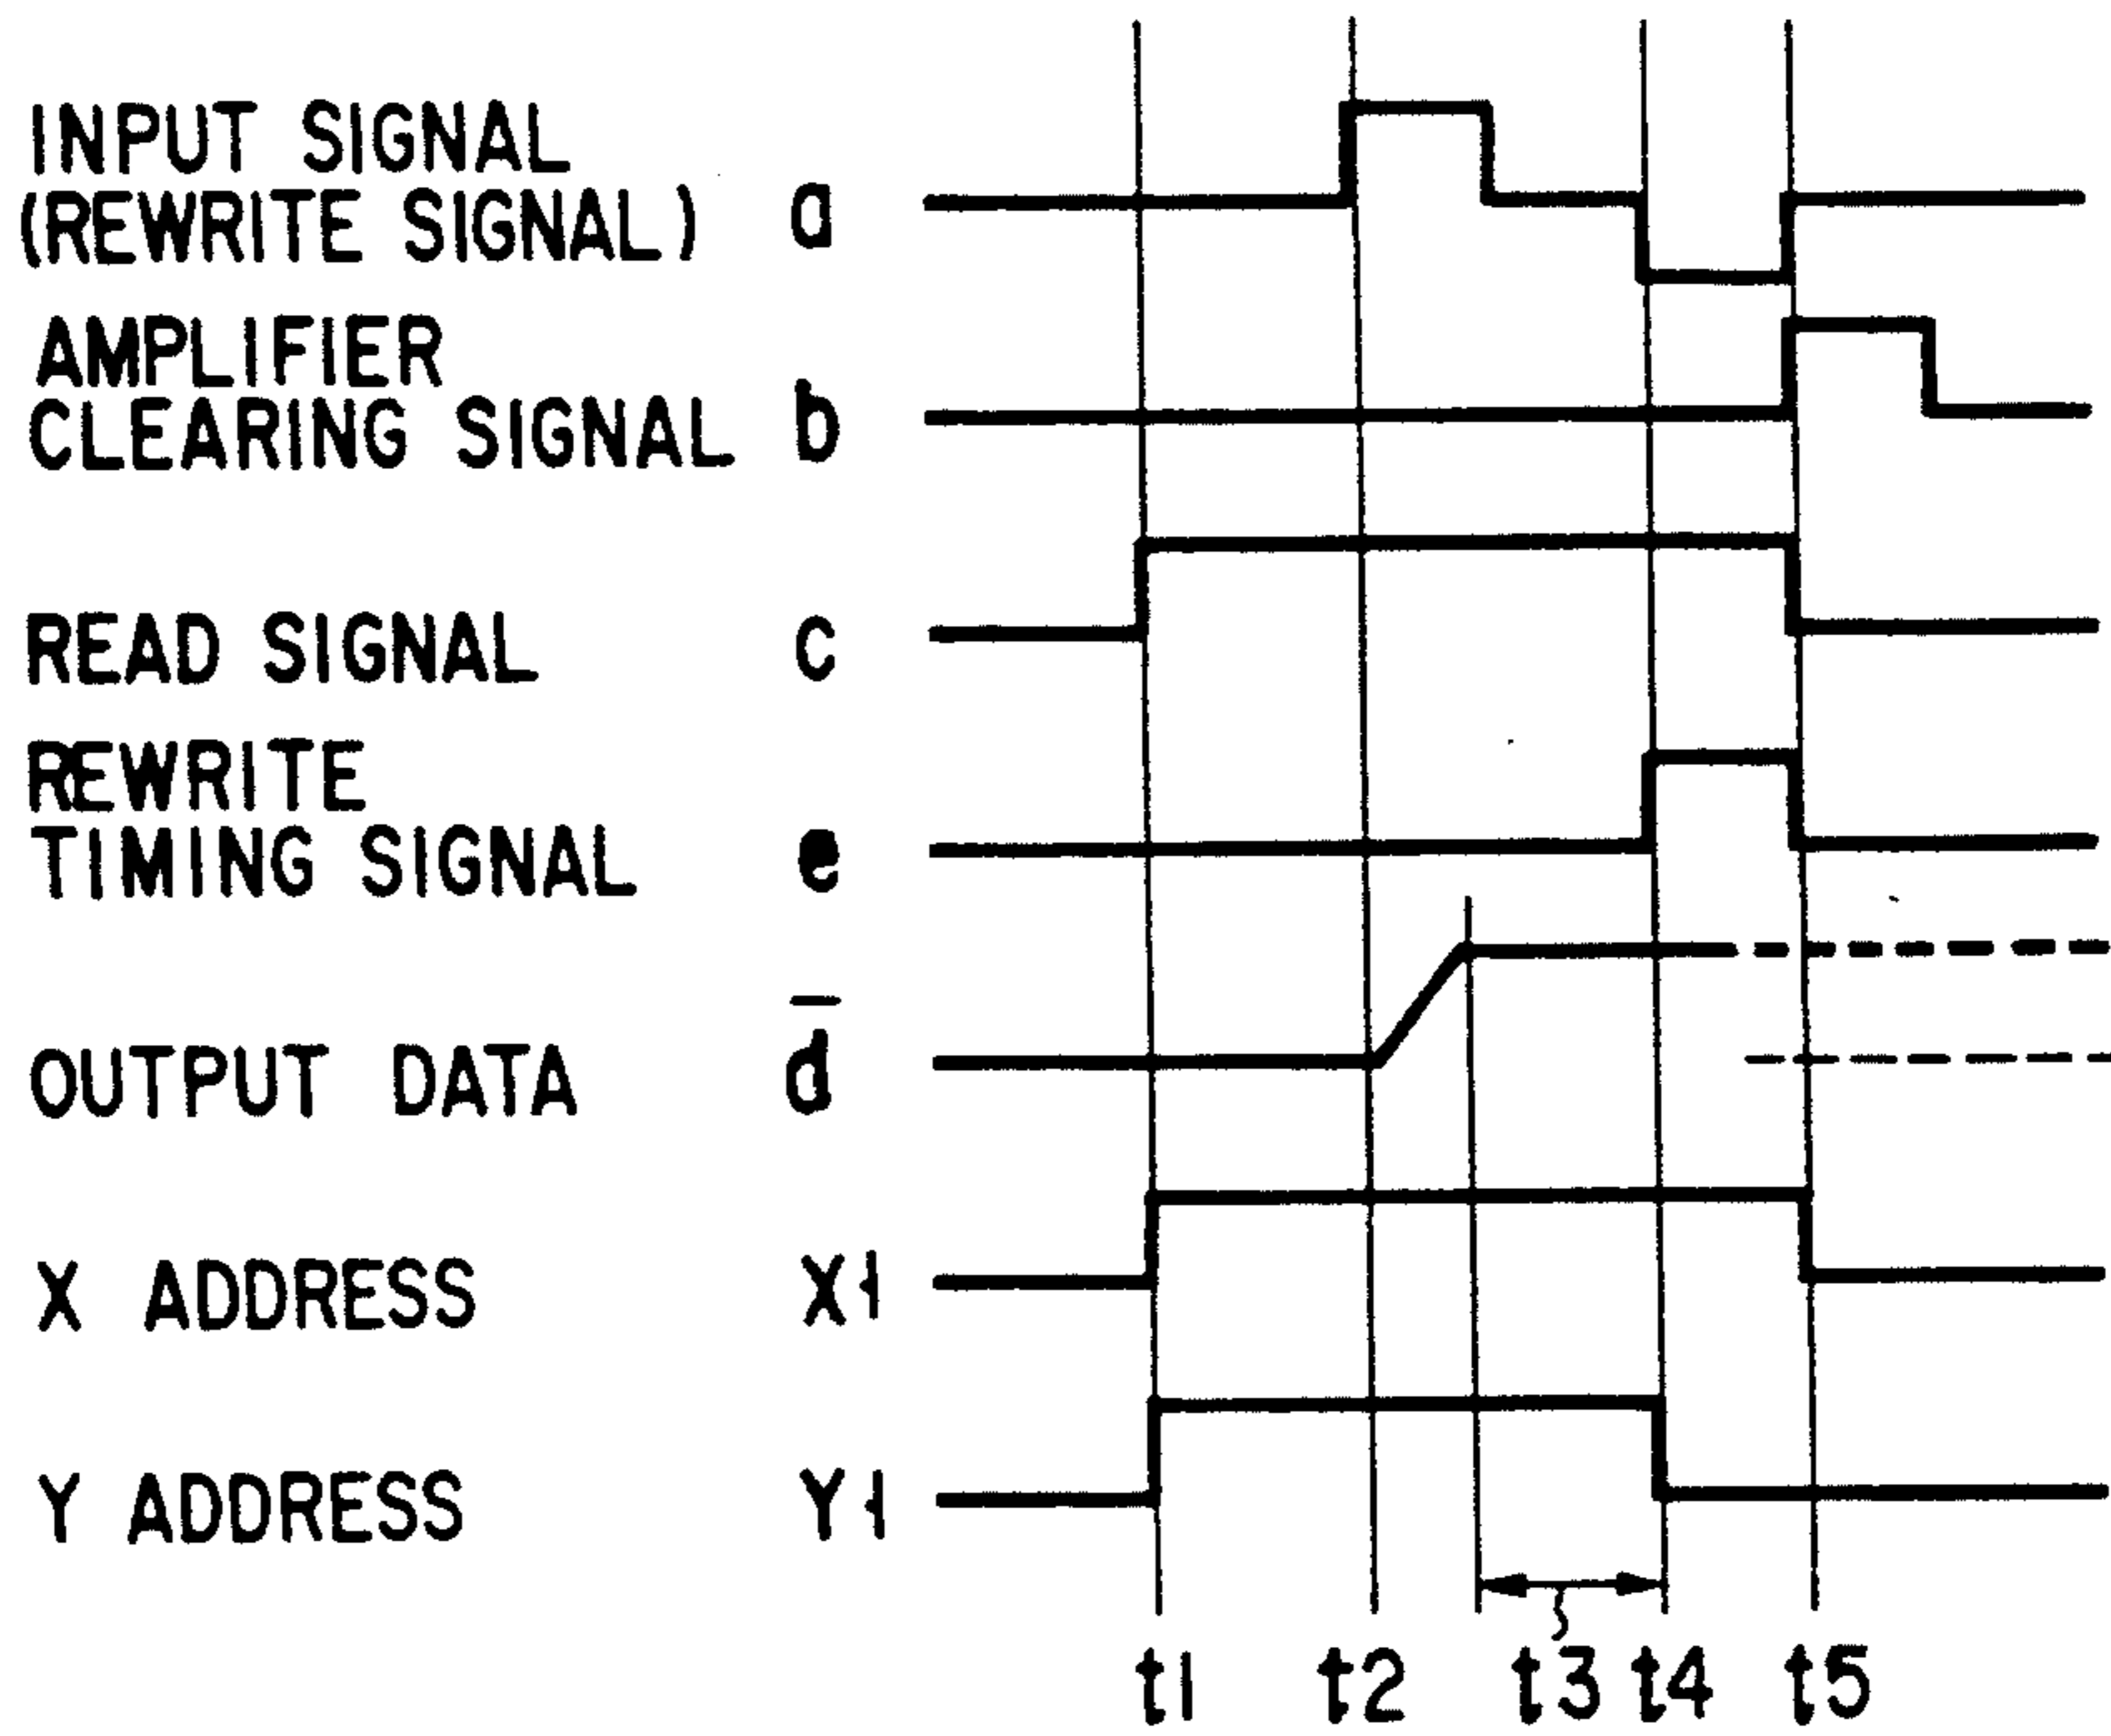 INPUT SIGNAL
(REWRITE SIGNAL) a
AMPLIFIER
CLEARING SIGNAL b
READ SIGNAL c
REWRITE
TIMING SIGNAL e
OUTPUT DATA d̅
X ADDRESS X1
Y ADDRESS Y1
t1 t2 t3 t4 t5